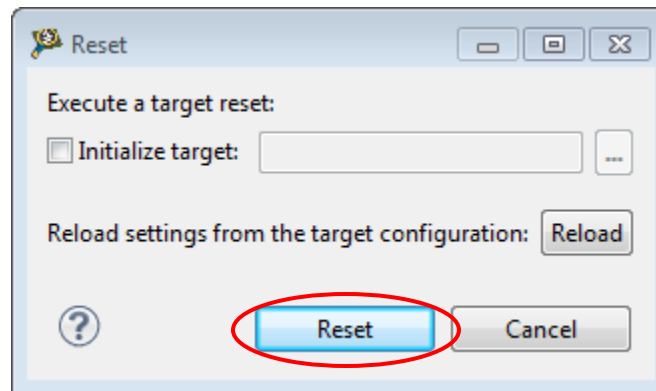 Reset
Execute a target reset:
Initialize target: ...
Reload settings from the target configuration: Reload
? Reset Cancel